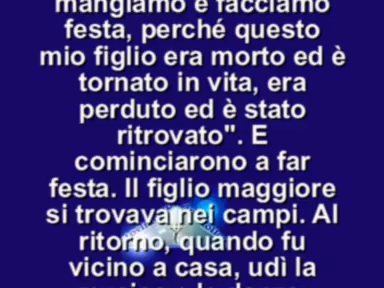 mangiamo e facciamo
festa, perché questo
mio figlio era morto ed è
tornato in vita, era
perduto ed è stato
ritrovato". E
cominciarono a far
festa. Il figlio maggiore
si trovava nei campi. Al
ritorno, quando fu
vicino a casa, udì la